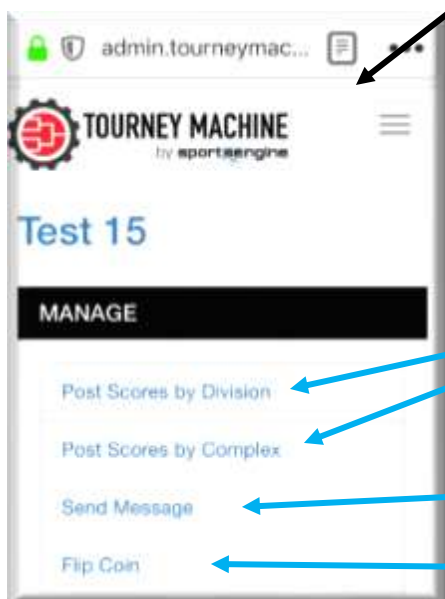 admin.tourneymac...
TOURNEY MACHINE
by sportsengine
Test 15
MANAGE
Post Scores by Division
Post Scores by Complex
Send Message
Flip Coin